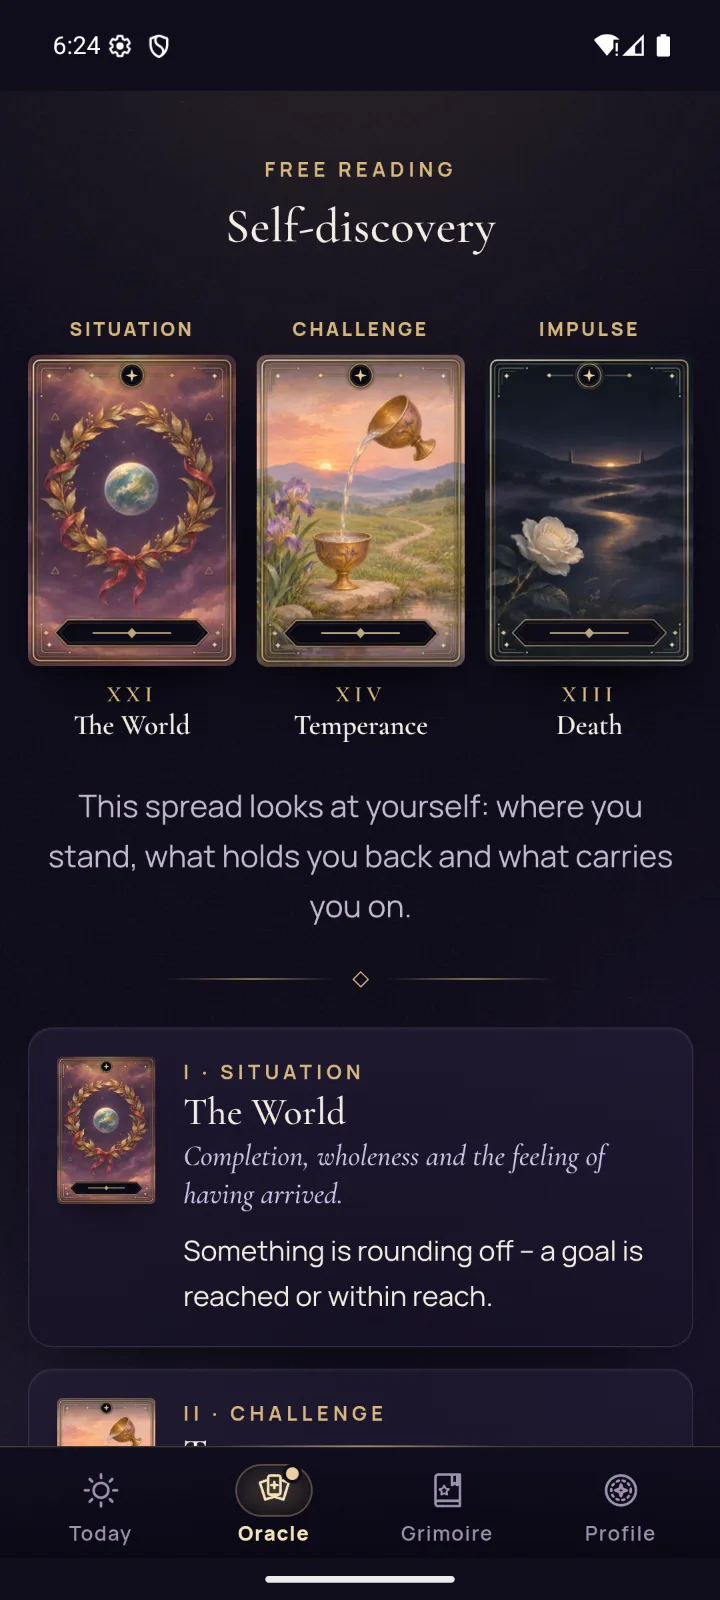 6:24
FREE READING
Self-discovery
SITUATION
CHALLENGE
IMPULSE
XXI
The World
XIV
Temperance
XIII
Death
This spread looks at yourself: where you
stand, what holds you back and what carries
you on.
I · SITUATION
The World
Completion, wholeness and the feeling of
having arrived.
Something is rounding off – a goal is
reached or within reach.
II · CHALLENGE
Today
Oracle
Grimoire
Profile